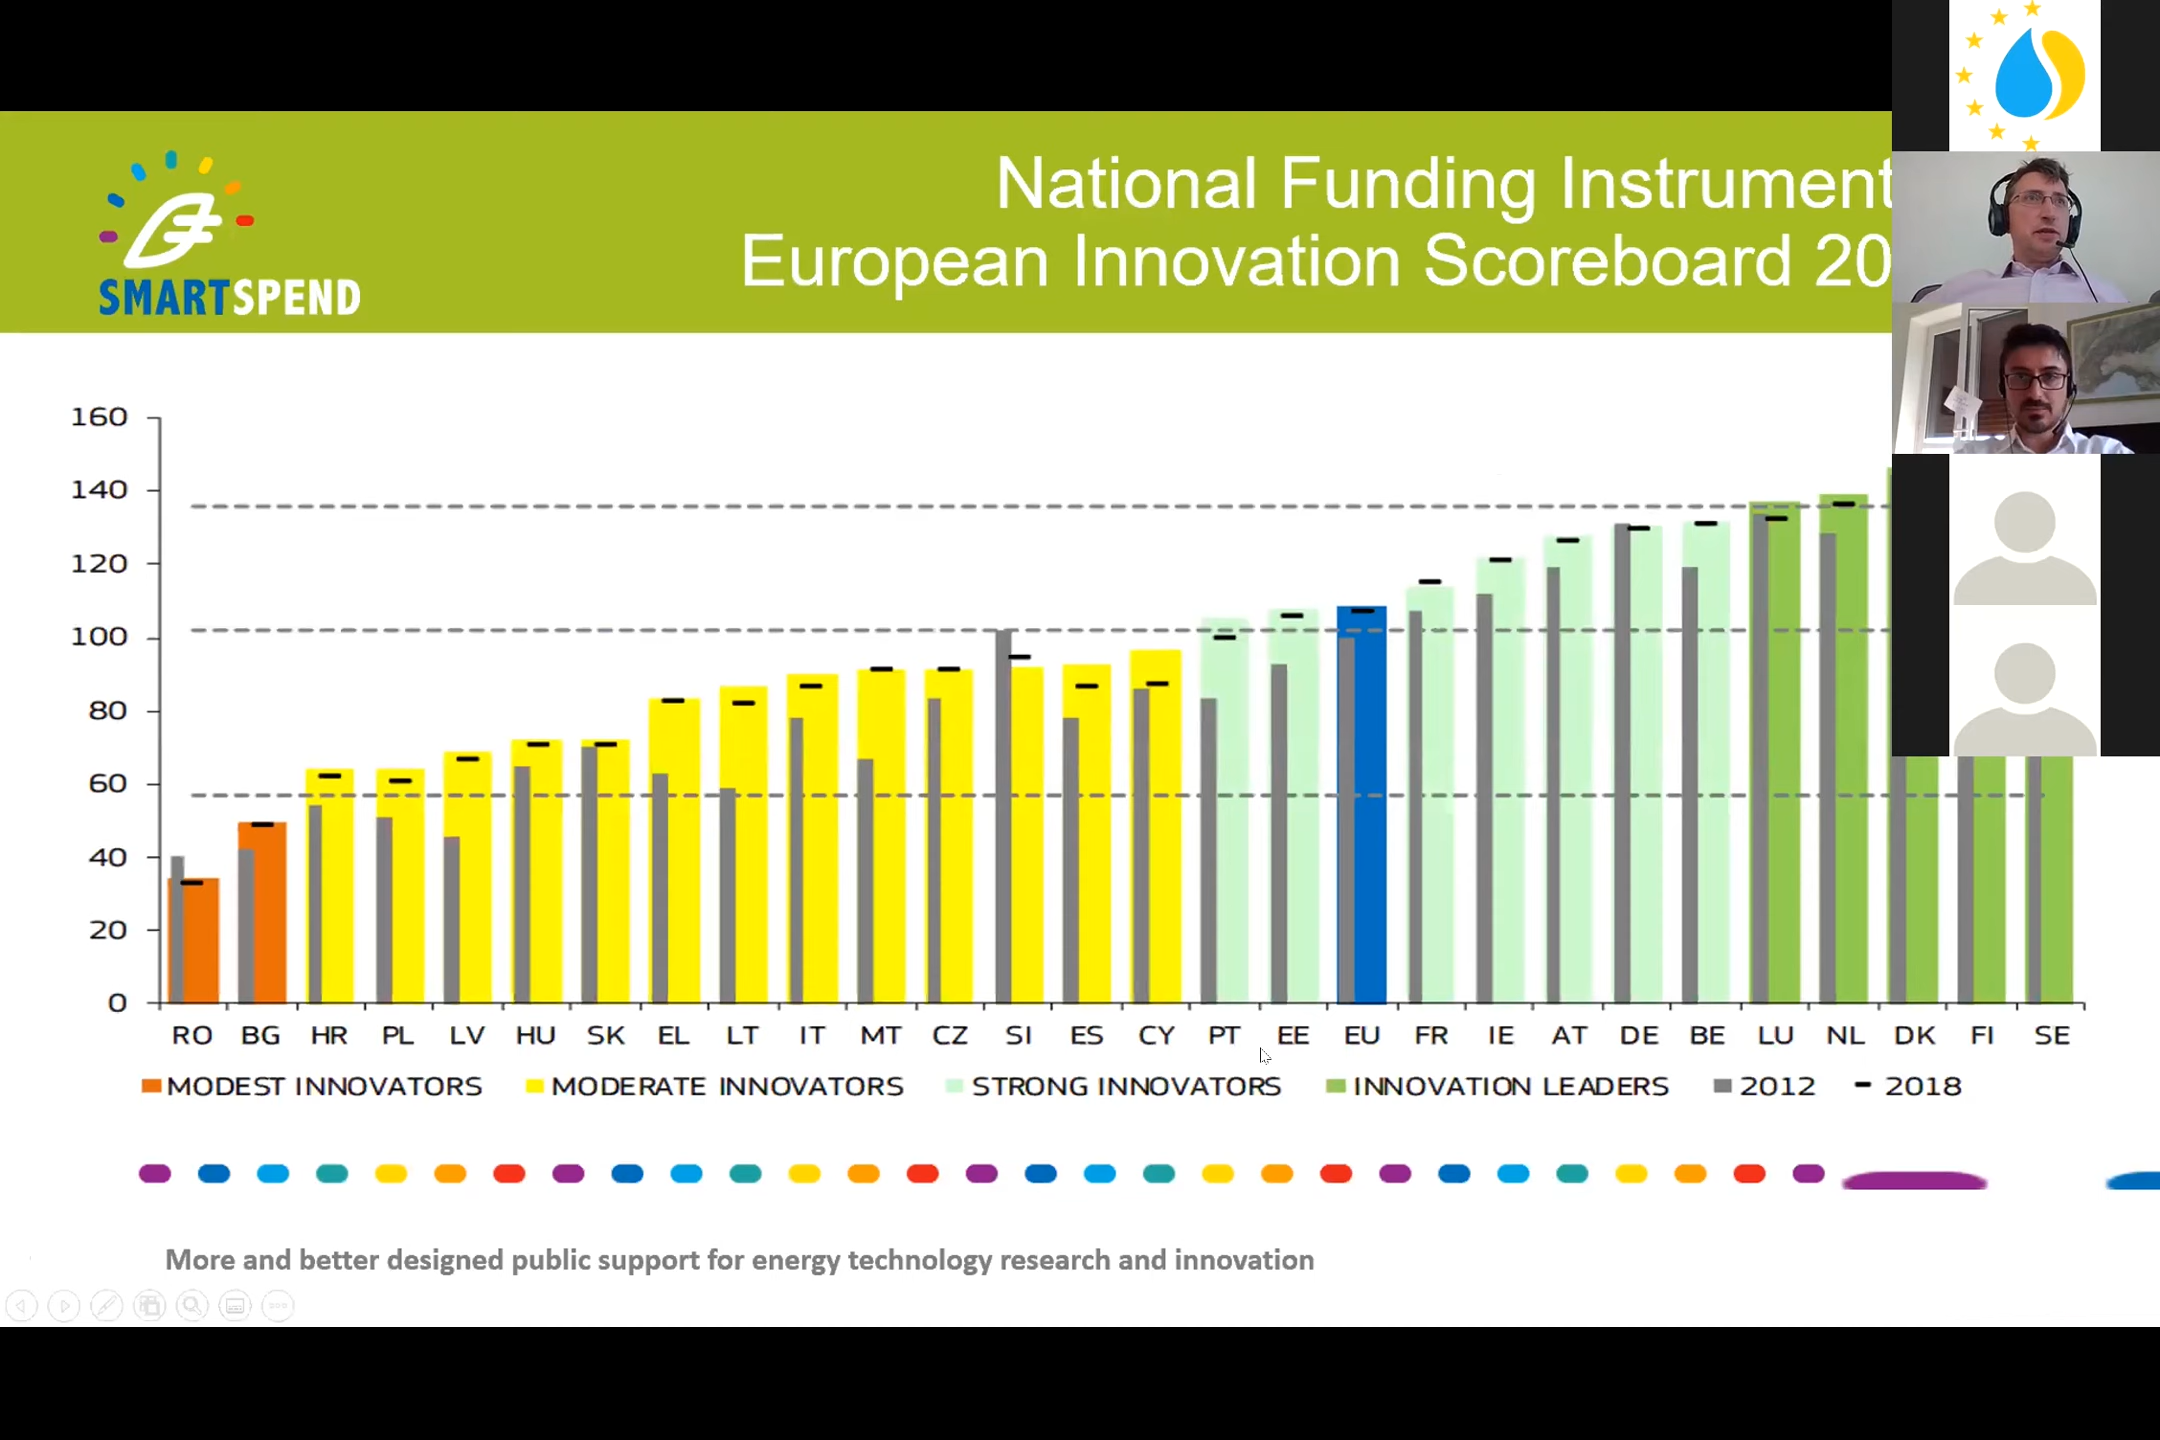 National Funding Instrument
European Innovation Scoreboard 20
SMARTSPEND
160
140
120
100
80
60
40
20
0
RO BG HR PL LV HU SK EL LT IT MT CZ SI ES CY PT EE EU FR IE AT DE BE LU NL DK FI SE
MODEST INNOVATORS MODERATE INNOVATORS STRONG INNOVATORS INNOVATION LEADERS 2012 2018
More and better designed public support for energy technology research and innovation